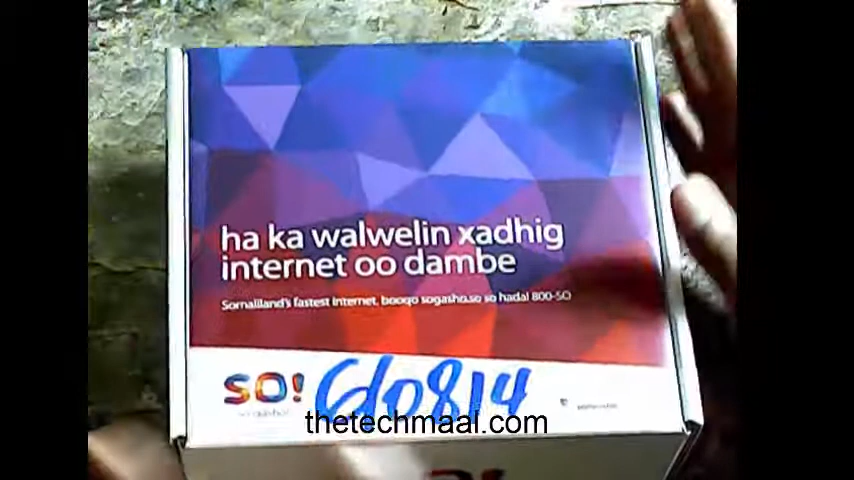 ha ka walwelin xadhig
internet oo dambe
Somaliland's fastest internet, booqo sogasho.so so hadal 800-SO
SO!
610814
thetechmaal.com